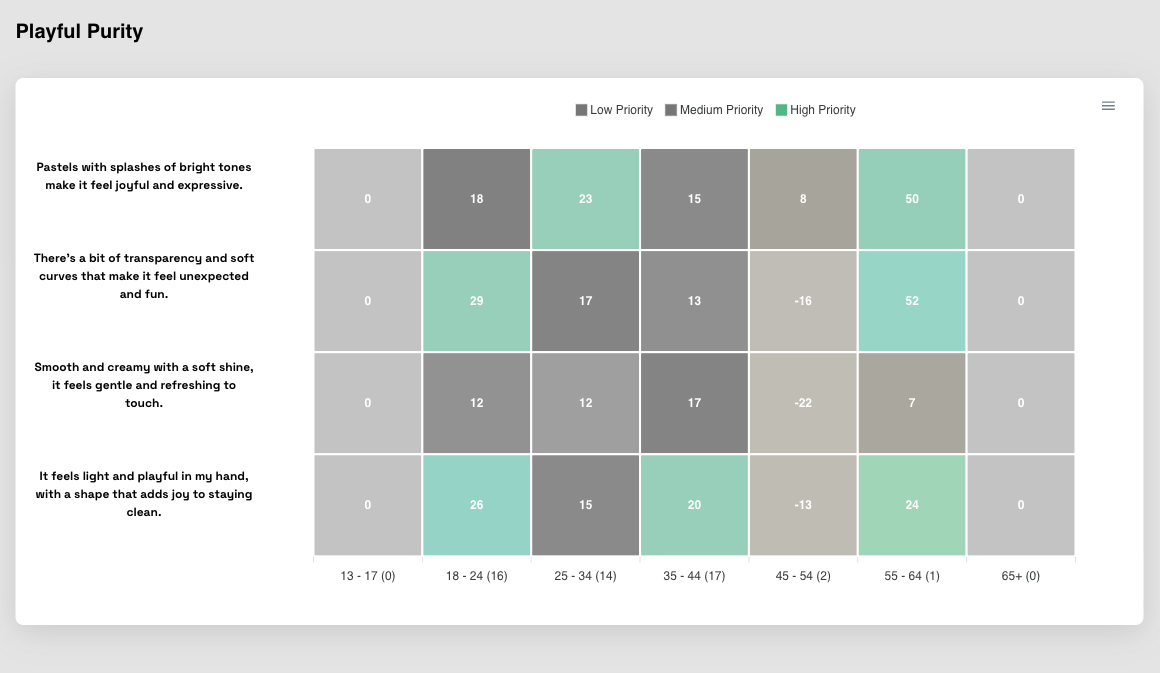 Playful Purity
Low Priority Medium Priority High Priority
Pastels with splashes of bright tones
make it feel joyful and expressive.
0 18 23 15 8 50 0
There's a bit of transparency and soft
curves that make it feel unexpected
and fun.
0 29 17 13 -16 52 0
Smooth and creamy with a soft shine,
it feels gentle and refreshing to
touch.
0 12 12 17 -22 7 0
It feels light and playful in my hand,
with a shape that adds joy to staying
clean.
0 26 15 20 -13 24 0
13 - 17 (0) 18 - 24 (16) 25 - 34 (14) 35 - 44 (17) 45 - 54 (2) 55 - 64 (1) 65+ (0)